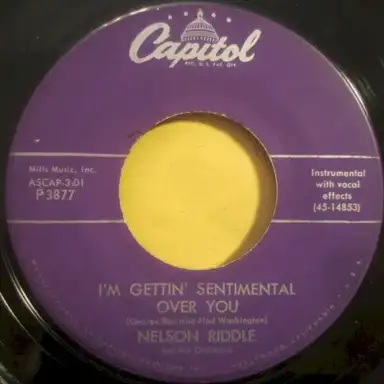 Capitol
REG. U.S. PAT. OFF.
Mills Music, Inc.
ASCAP-3:01
P3877
Instrumental
with vocal
effects
(45-14853)
I'M GETTIN' SENTIMENTAL
OVER YOU
(George Bassman-Ned Washington)
NELSON RIDDLE
and His Orchestra